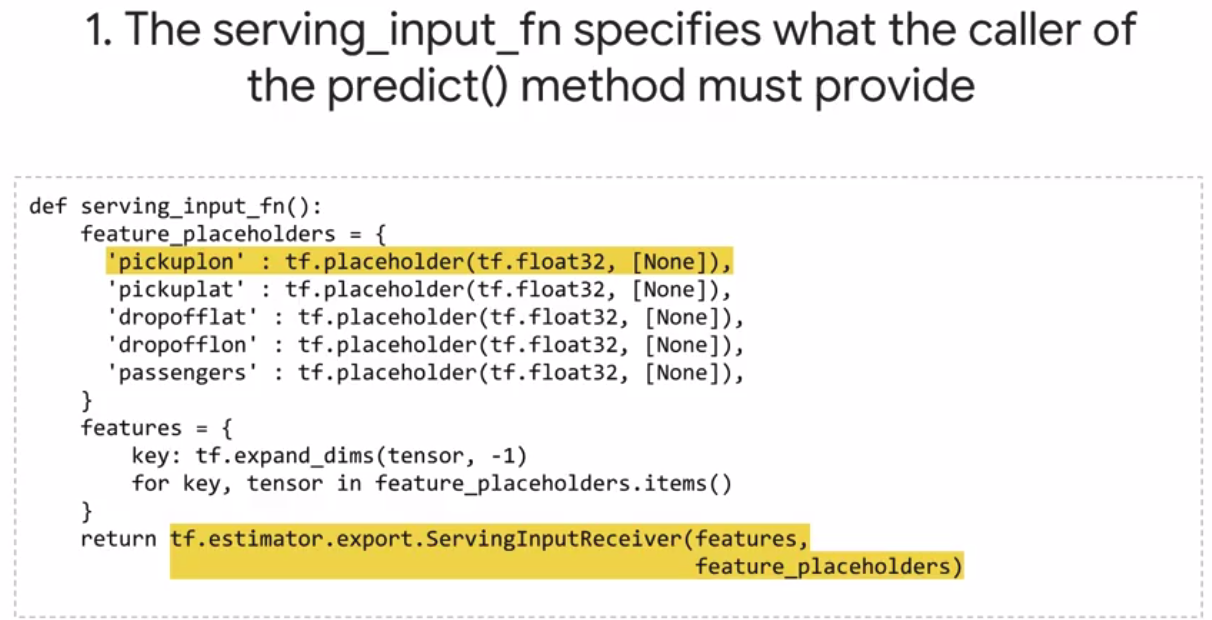 1. The serving_input_fn specifies what the caller of
the predict() method must provide
def serving_input_fn():
    feature_placeholders = {
      'pickuplon' : tf.placeholder(tf.float32, [None]),
      'pickuplat' : tf.placeholder(tf.float32, [None]),
      'dropofflat' : tf.placeholder(tf.float32, [None]),
      'dropofflon' : tf.placeholder(tf.float32, [None]),
      'passengers' : tf.placeholder(tf.float32, [None]),
    }
    features = {
        key: tf.expand_dims(tensor, -1)
        for key, tensor in feature_placeholders.items()
    }
    return tf.estimator.export.ServingInputReceiver(features,
                                                    feature_placeholders)